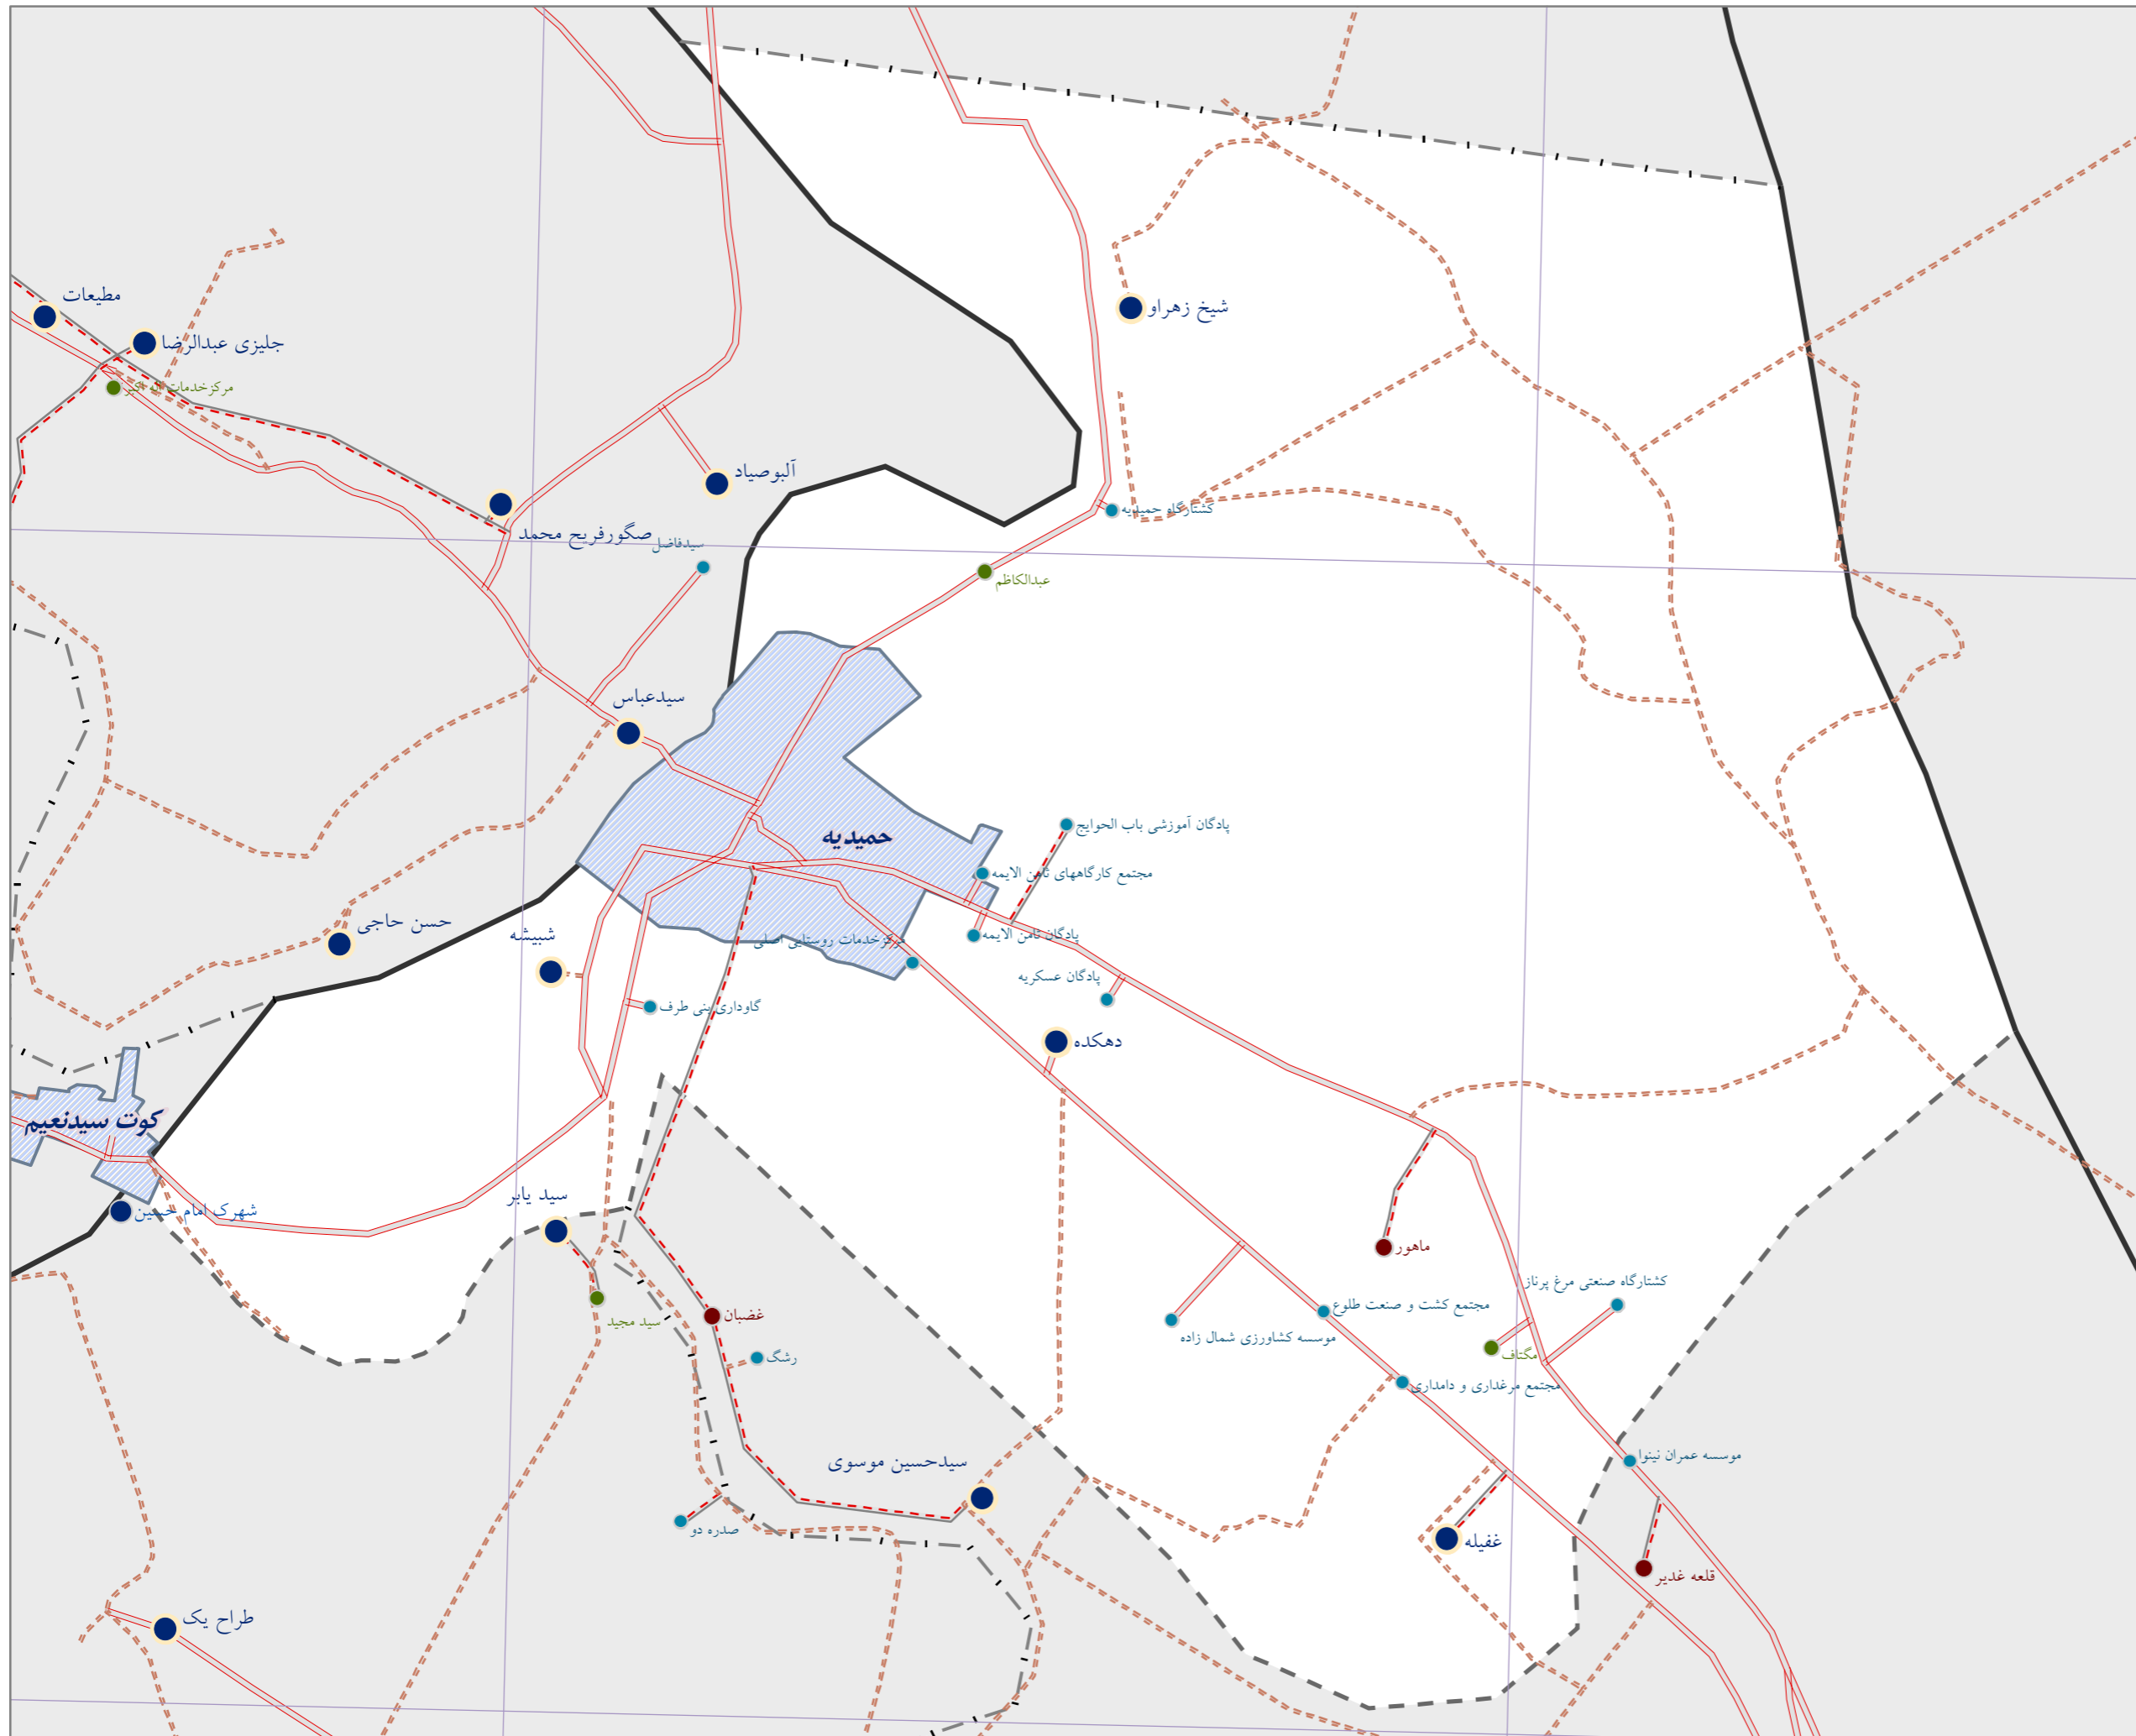 مطیعات
شیخ زهراو
جلیزی عبدالرضا
مرکزخدمات اله اکبر
آلبوصیاد
کشتارگاه حمیدیه
صگورفریح محمد
سیدفاضل
عبدالکاظم
سیدعباس
پادگان آموزشی باب الحوایج
حمیدیه
مجتمع کارگاههای ثامن الایمه
حسن حاجی
شبیشه
پادگان ثامن الایمه
مرکزخدمات روستایی اصلی
پادگان عسکریه
گاوداری بنی طرف
دهکده
کوت سیدنعیم
سید یابر
شهرک امام حسین
ماهور
کشتارگاه صنعتی مرغ پرناز
مجتمع کشت و صنعت طلوع
غضبان
سید مجید
موسسه کشاورزی شمال زاده
مگتاف
رشگ
مجتمع مرغداری و دامداری
موسسه عمران نینوا
سیدحسین موسوی
صدره دو
غفیله
قلعه غدیر
طراح یک